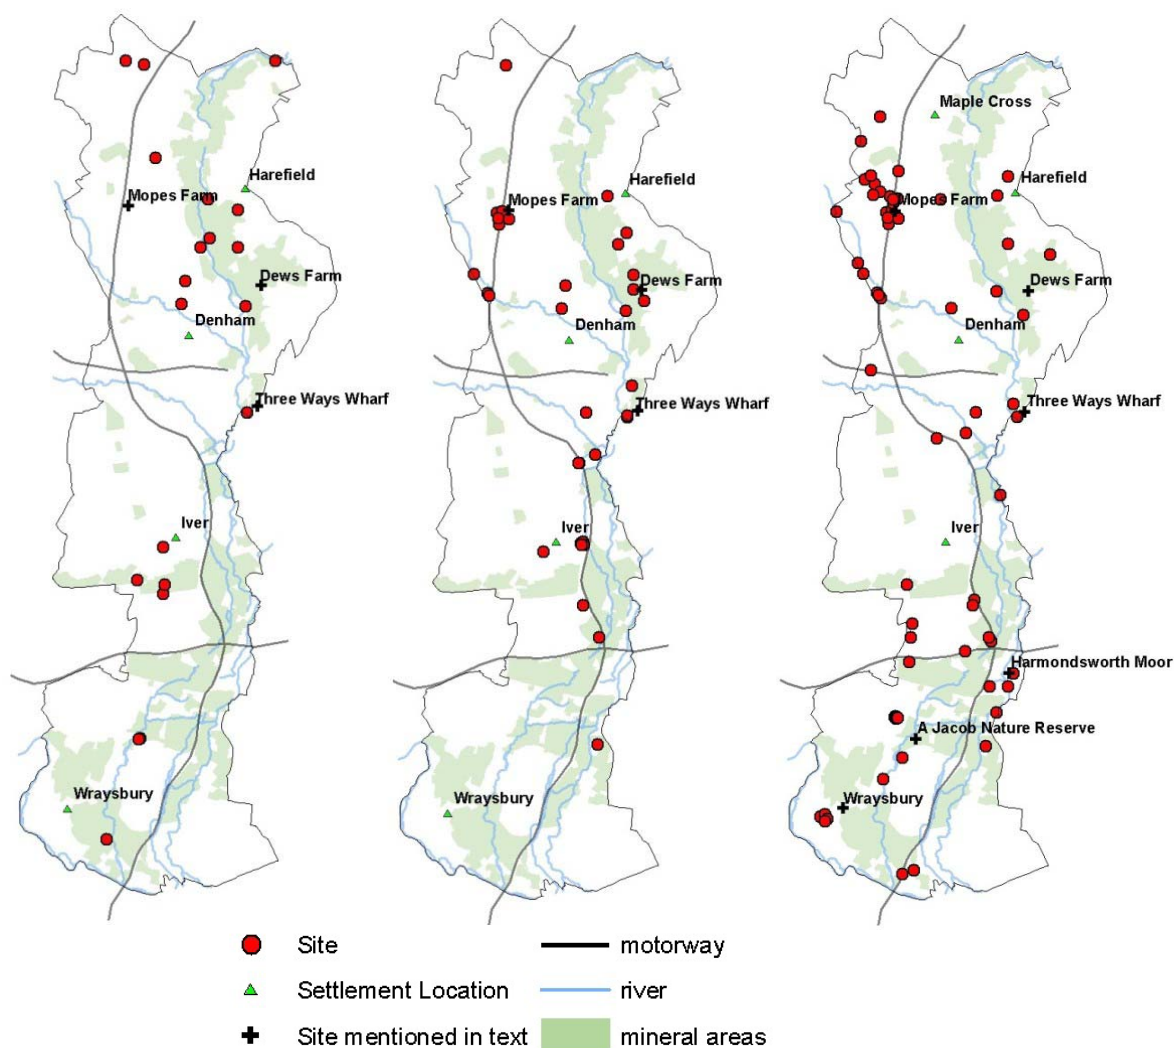 Harefield
Mopes Farm
Dews Farm
Denham
Three Ways Wharf
Iver
Wraysbury
Harefield
Mopes Farm
Dews Farm
Denham
Three Ways Wharf
Iver
Wraysbury
Maple Cross
Harefield
Mopes Farm
Dews Farm
Denham
Three Ways Wharf
Iver
Harmondsworth Moor
A Jacob Nature Reserve
Wraysbury
Site
motorway
Settlement Location
river
Site mentioned in text
mineral areas